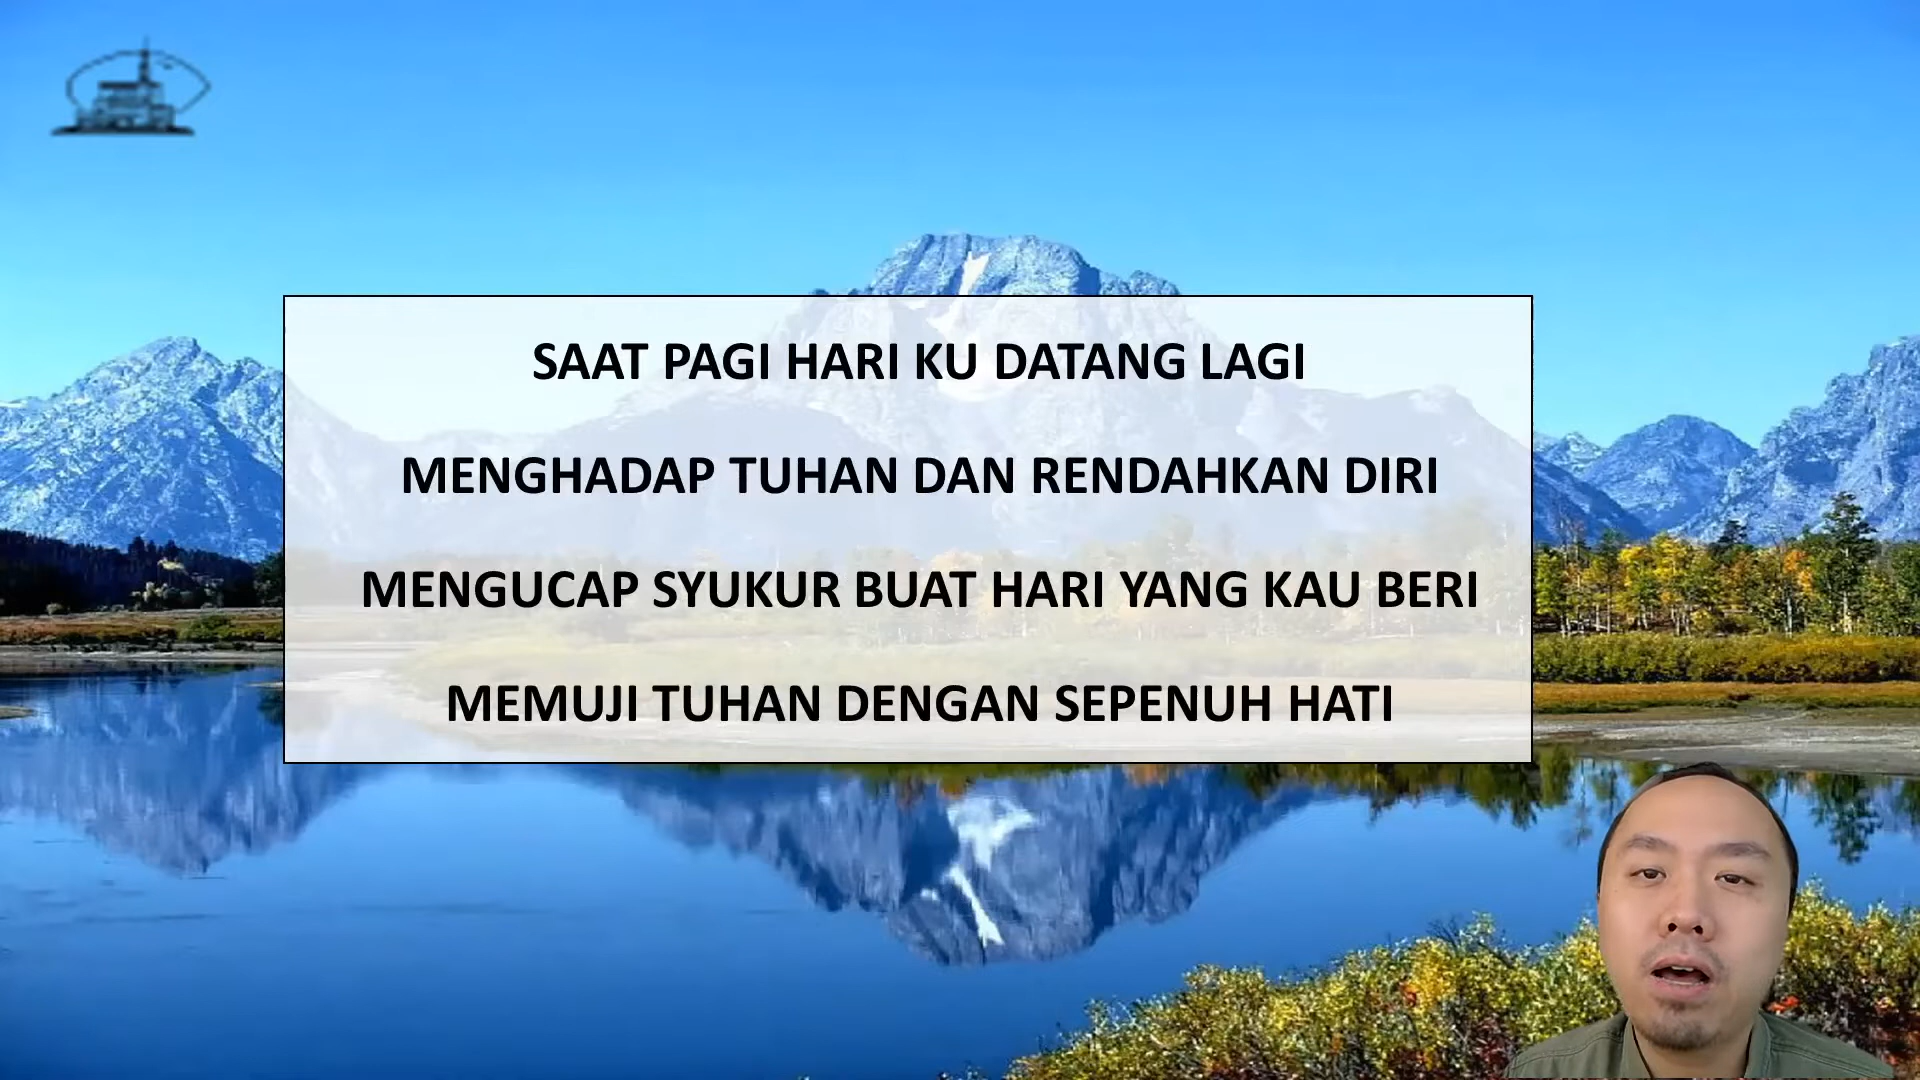 SAAT PAGI HARI KU DATANG LAGI
MENGHADAP TUHAN DAN RENDAHKAN DIRI
MENGUCAP SYUKUR BUAT HARI YANG KAU BERI
MEMUJI TUHAN DENGAN SEPENUH HATI